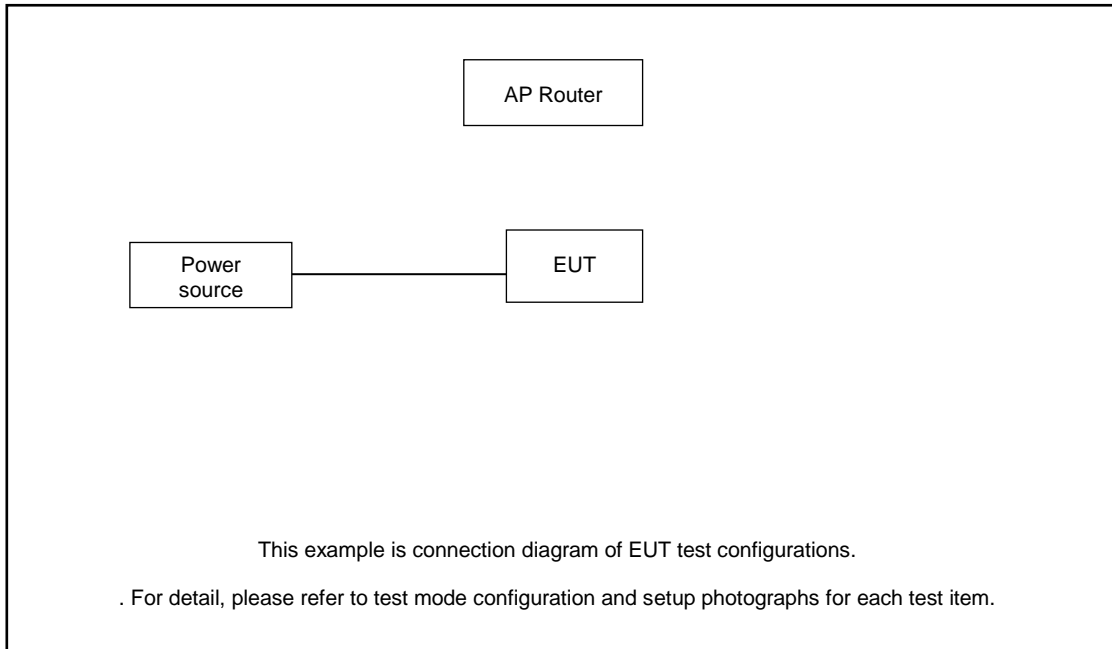 AP Router
Power
source
EUT
This example is connection diagram of EUT test configurations.
. For detail, please refer to test mode configuration and setup photographs for each test item.